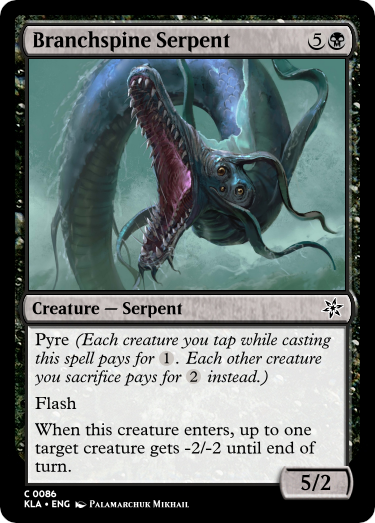 Branchspine Serpent 5
Creature — Serpent
Pyre (Each creature you tap while casting
this spell pays for 1. Each other creature
you sacrifice pays for 2 instead.)
Flash
When this creature enters, up to one
target creature gets -2/-2 until end of
turn.
5/2
C 0086
KLA • ENG Palamarchuk Mikhail